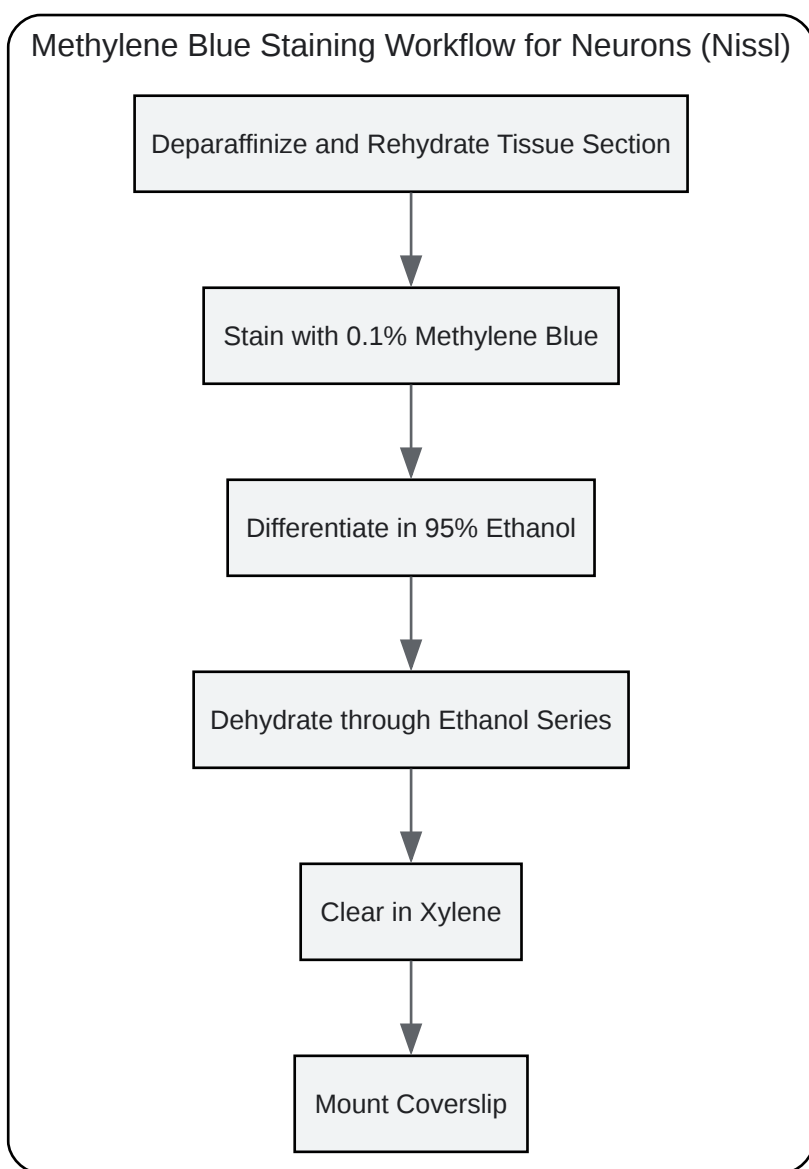 Methylene Blue Staining Workflow for Neurons (Nissl)
Deparaffinize and Rehydrate Tissue Section
Stain with 0.1% Methylene Blue
Differentiate in 95% Ethanol
Dehydrate through Ethanol Series
Clear in Xylene
Mount Coverslip